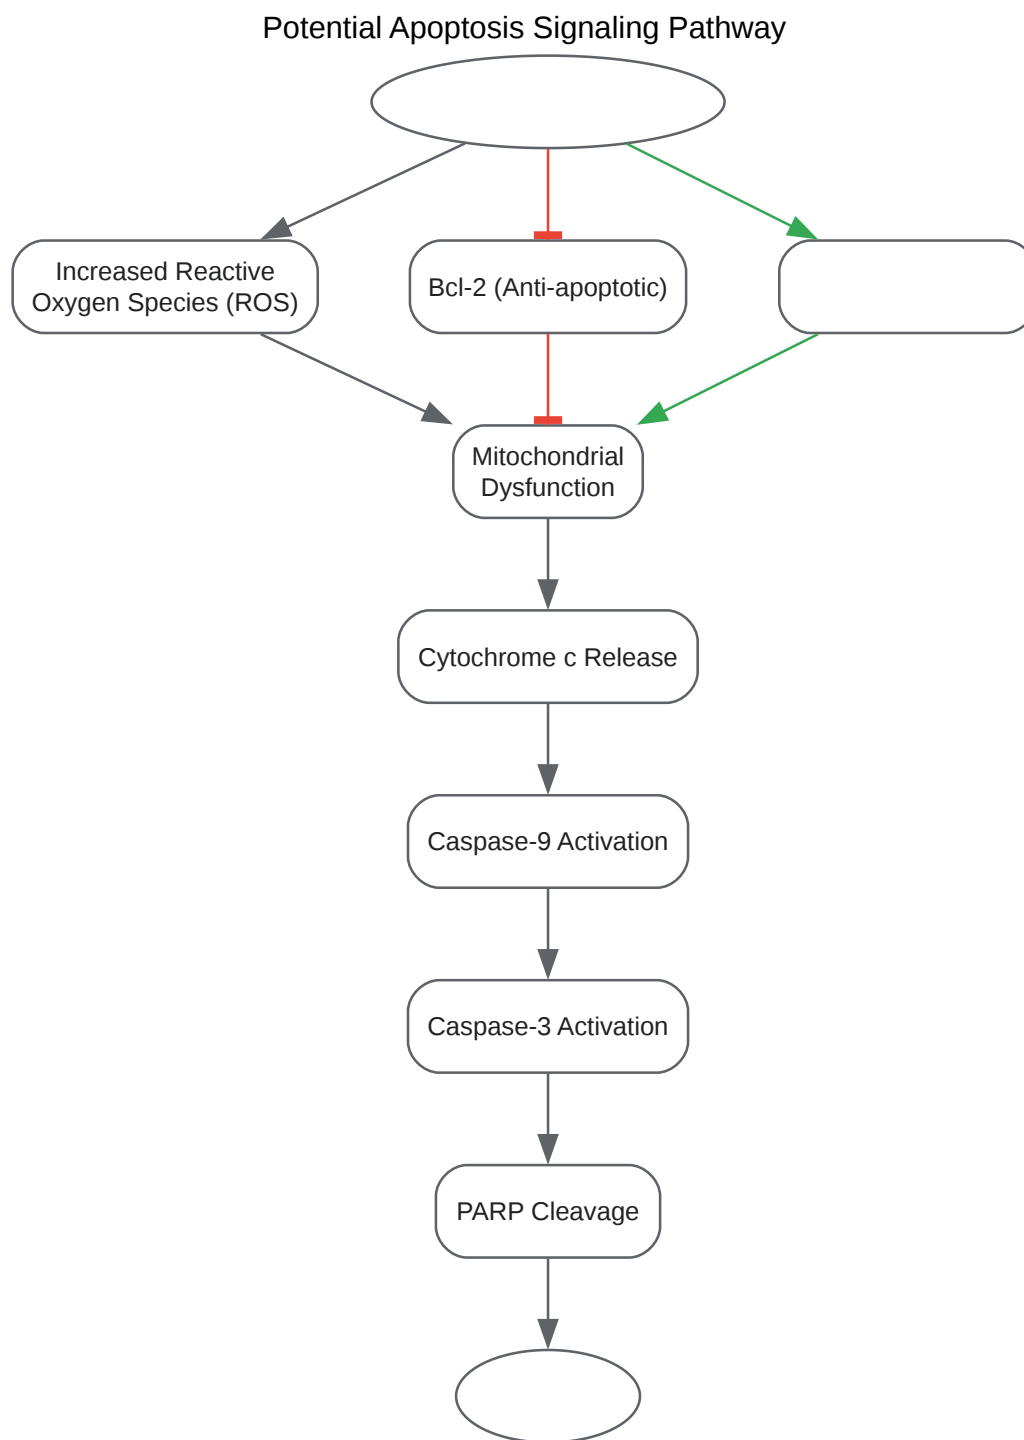 Potential Apoptosis Signaling Pathway
Increased Reactive
Oxygen Species (ROS)
Bcl-2 (Anti-apoptotic)
Mitochondrial
Dysfunction
Cytochrome c Release
Caspase-9 Activation
Caspase-3 Activation
PARP Cleavage